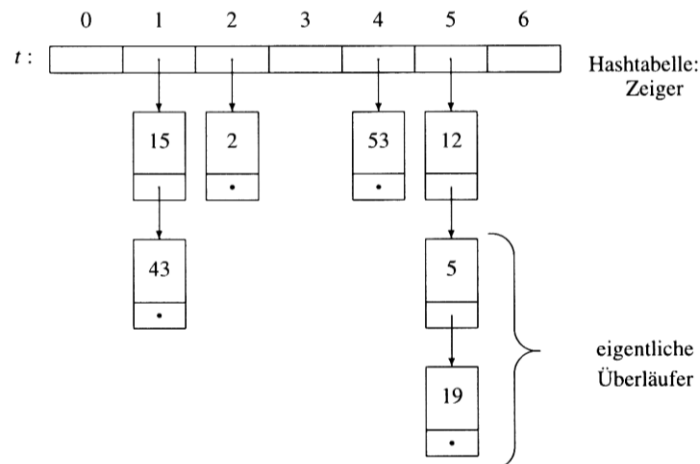 0 1 2 3 4 5 6
t :
Hashtabelle:
Zeiger
15 2 53 12
43 5
eigentliche
Überläufer
19